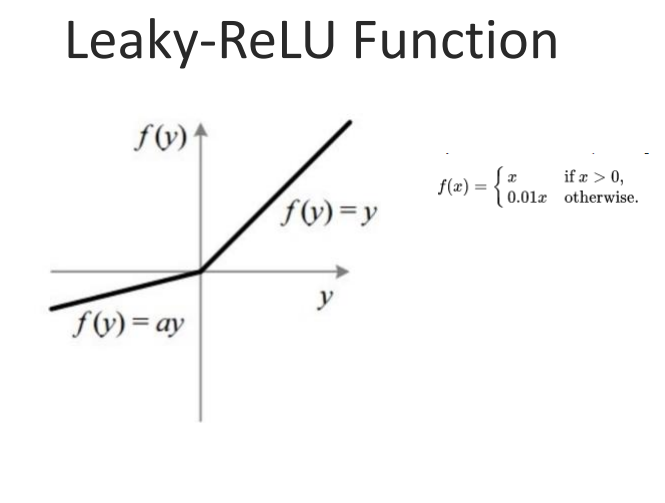 Leaky-ReLU Function
f(y)
f(y) = y
y
f(y) = ay
f(x) = { x if x > 0,
0.01x otherwise.